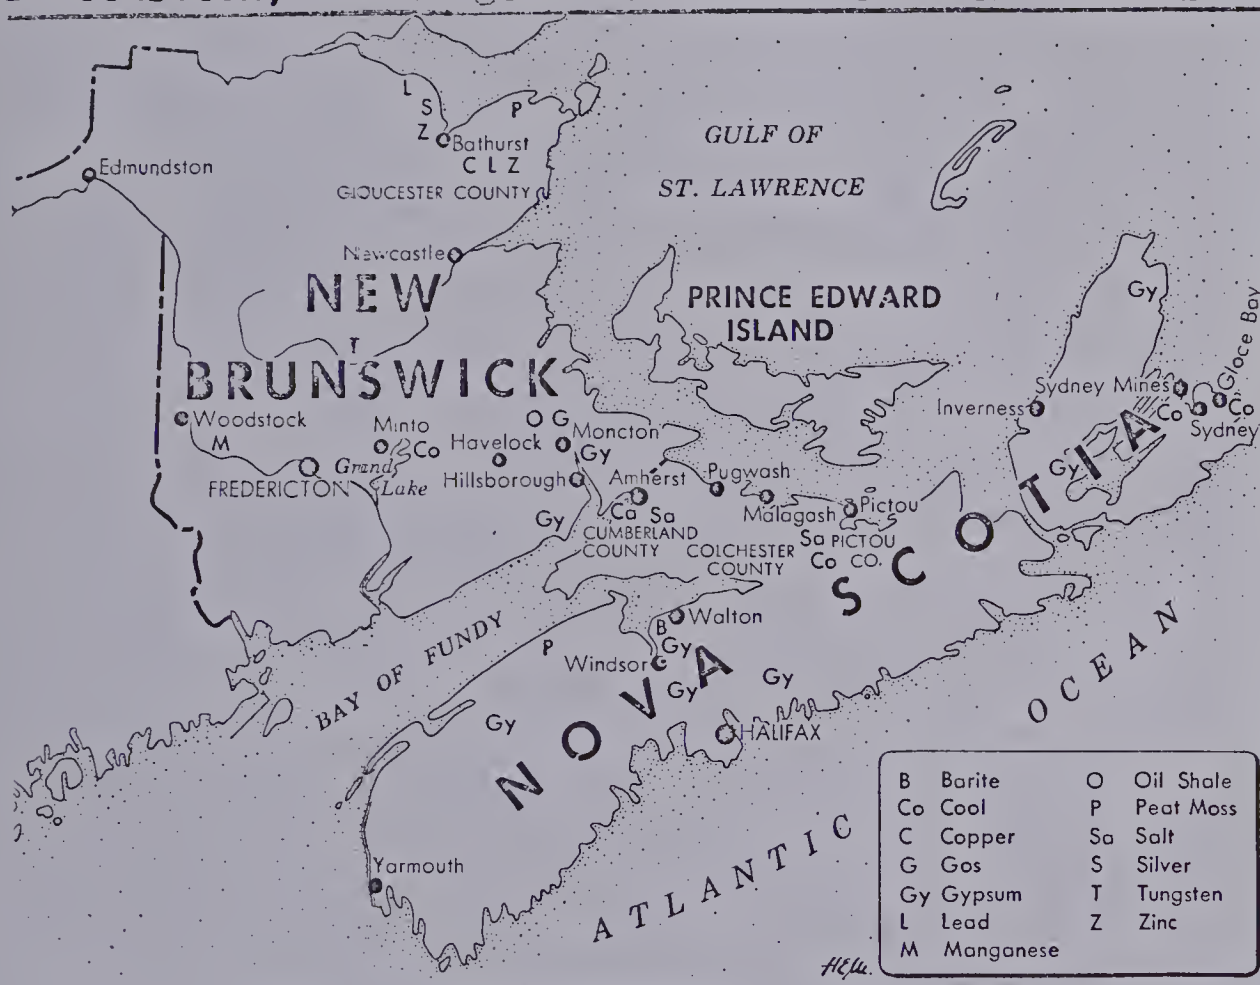 L
S
P
Z
Bathurst
C L Z
GULF OF
ST. LAWRENCE
Edmundston
GLOUCESTER COUNTY
Newcastle
NEW
PRINCE EDWARD
ISLAND
Gy
Gloce Bay
T
BRUNSWICK
Sydney Mines
Inverness
Co
Co
Sydney
Woodstock
M
Minto
Co
O G
Moncton
Havelock
Gy
Grand
Lake
FREDERICTON
Hillsborough
Amherst
Pugwash
Gy
Malagash
Pictou
Gy
Ca Sa
CUMBERLAND
COUNTY
COLCHESTER
COUNTY
Sa PICTOU
Co CO.
NOVA SCOTIA
Walton
B
Gy
P
Windsor
BAY OF FUNDY
Gy
Gy
Gy
HALIFAX
Yarmouth
ATLANTIC OCEAN
B Barite
Co Cool
C Copper
G Gos
Gy Gypsum
L Lead
M Manganese
O Oil Shale
P Peat Moss
Sa Salt
S Silver
T Tungsten
Z Zinc